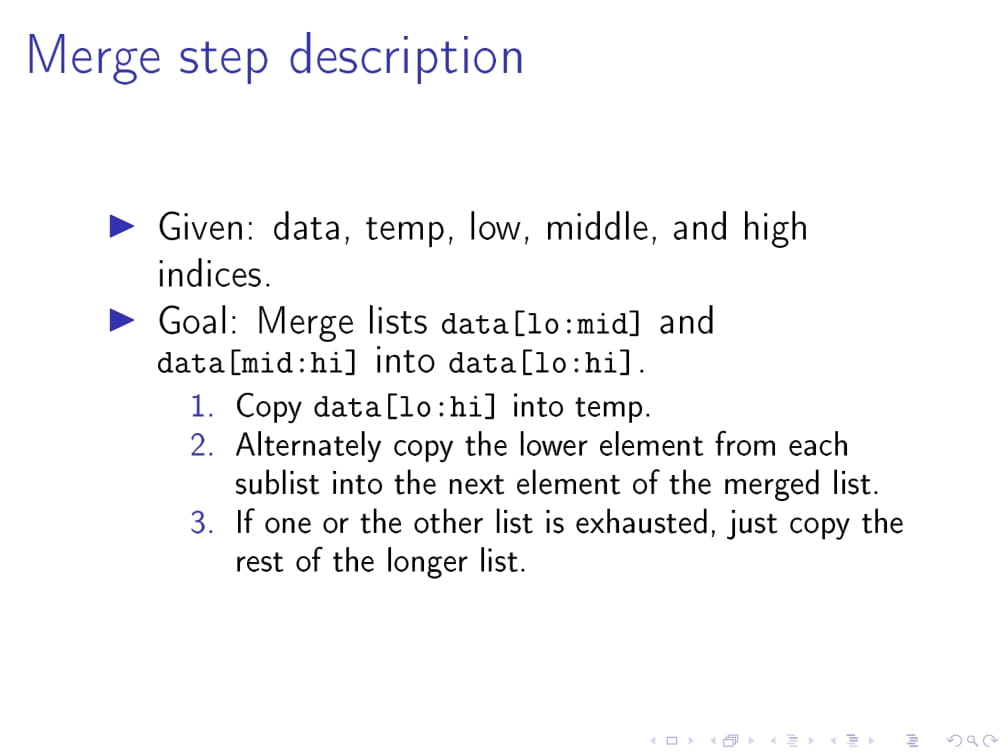 Merge step description
Given: data, temp, low, middle, and high
indices.
Goal: Merge lists data[lo:mid] and
data[mid:hi] into data[lo:hi].
1. Copy data[lo:hi] into temp.
2. Alternately copy the lower element from each
sublist into the next element of the merged list.
3. If one or the other list is exhausted, just copy the
rest of the longer list.